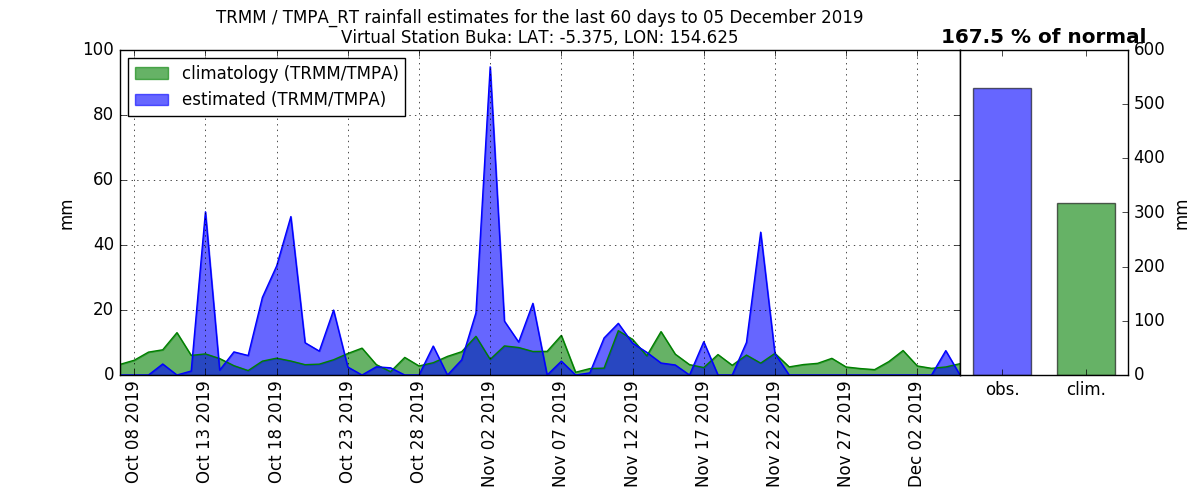 TRMM / TMPA_RT rainfall estimates for the last 60 days to 05 December 2019
Virtual Station Buka: LAT: -5.375, LON: 154.625
167.5 % of normal
climatology (TRMM/TMPA)
estimated (TRMM/TMPA)
mm
100
80
60
40
20
0
Oct 08 2019
Oct 13 2019
Oct 18 2019
Oct 23 2019
Oct 28 2019
Nov 02 2019
Nov 07 2019
Nov 12 2019
Nov 17 2019
Nov 22 2019
Nov 27 2019
Dec 02 2019
obs.
clim.
600
500
400
300
200
100
0
mm